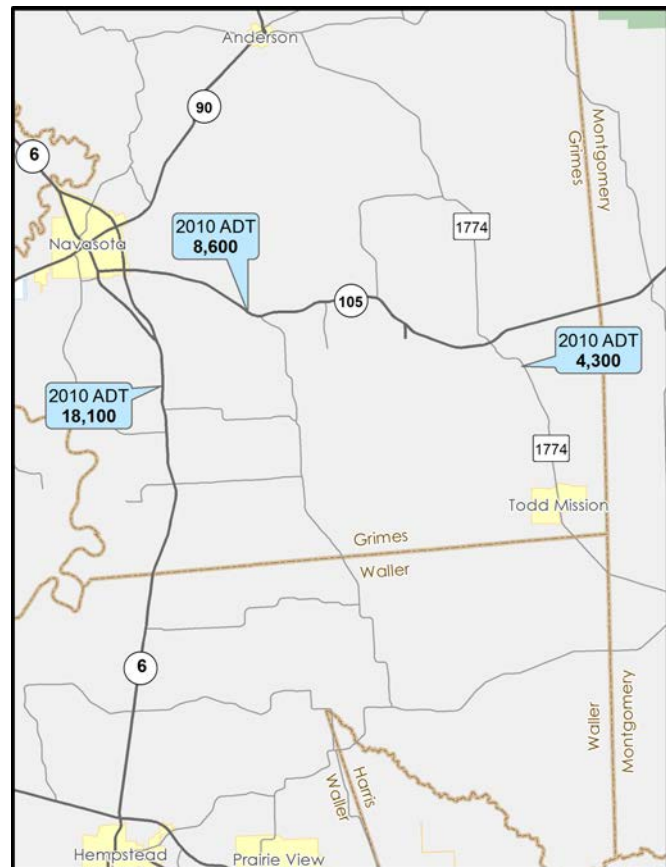 Anderson
90
6
Navasota
2010 ADT
8,600
Grimes
Montgomery
1774
105
2010 ADT
4,300
2010 ADT
18,100
1774
Todd Mission
Grimes
Waller
6
Waller
Montgomery
Waller
Harris
Hempstead
Prairie View